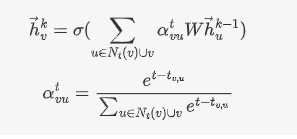 $\vec{h}_v^k = \sigma(\sum_{u \in N_i(v) \cup v} \alpha_{vu}^t W \vec{h}_u^{k-1})$
$\alpha_{vu}^t = \frac{e^{t-t_{v,u}}}{\sum_{u \in N_i(v) \cup v} e^{t-t_{v,u}}}$